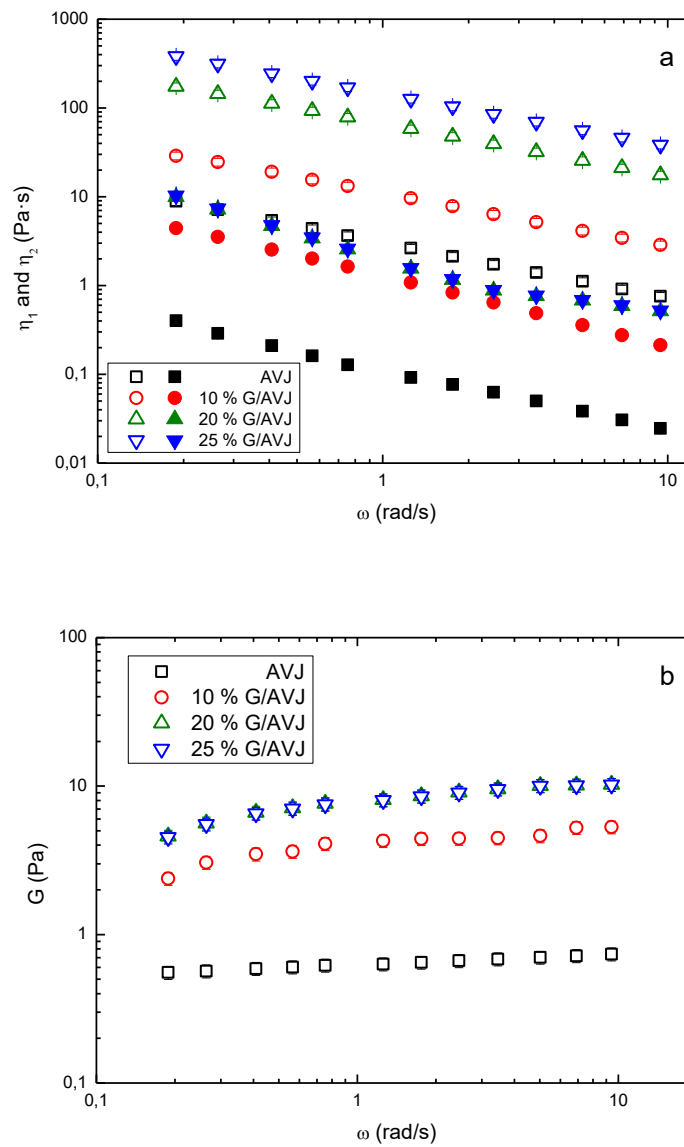 1000
a
100
10
1
0,1
0,01
η1 and η2 (Pa·s)
AVJ
10 % G/AVJ
20 % G/AVJ
25 % G/AVJ
0,1 1 10
ω (rad/s)
100
b
10
1
0,1
G (Pa)
AVJ
10 % G/AVJ
20 % G/AVJ
25 % G/AVJ
0,1 1 10
ω (rad/s)